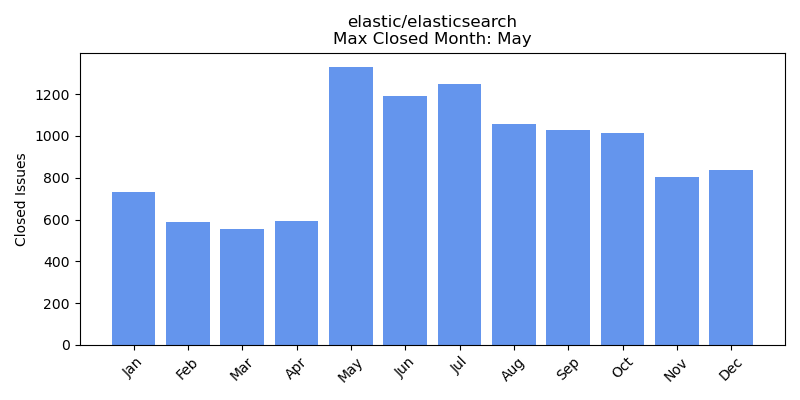 elastic/elasticsearch
Max Closed Month: May
Closed Issues
1200
1000
800
600
400
200
0
Jan
Feb
Mar
Apr
May
Jun
Jul
Aug
Sep
Oct
Nov
Dec